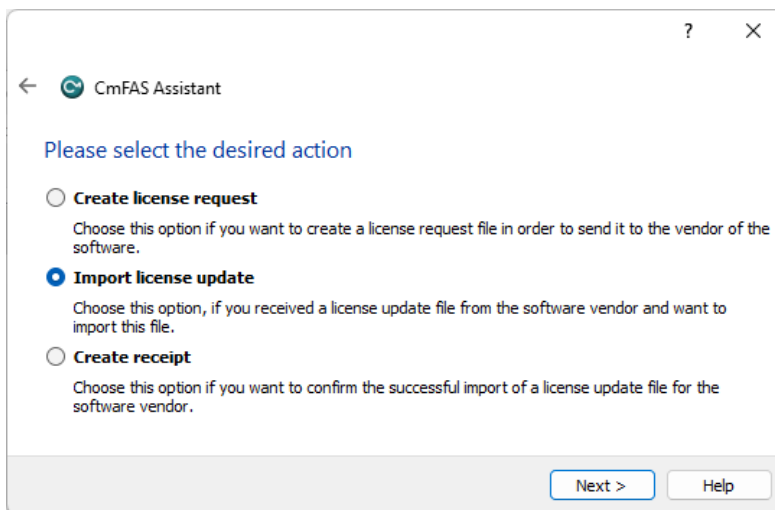 ?
CmFAS Assistant
Please select the desired action
Create license request
Choose this option if you want to create a license request file in order to send it to the vendor of the
software.
Import license update
Choose this option, if you received a license update file from the software vendor and want to
import this file.
Create receipt
Choose this option if you want to confirm the successful import of a license update file for the
software vendor.
Next > Help